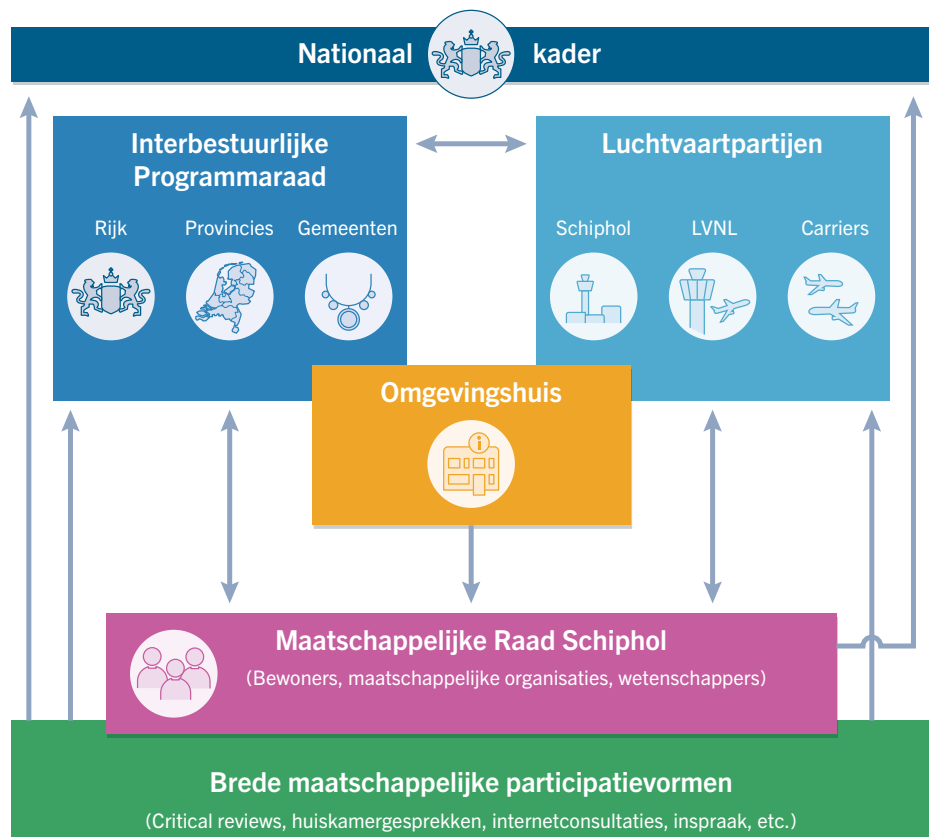 Nationaal kader
Interbestuurlijke
Programmaraad
Rijk
Provincies
Gemeenten
Luchtvaartpartijen
Schiphol
LVNL
Carriers
Omgevingshuis
i
Maatschappelijke Raad Schiphol
(Bewoners, maatschappelijke organisaties, wetenschappers)
Brede maatschappelijke participatievormen
(Critical reviews, huiskamergesprekken, internetconsultaties, inspraak, etc.)